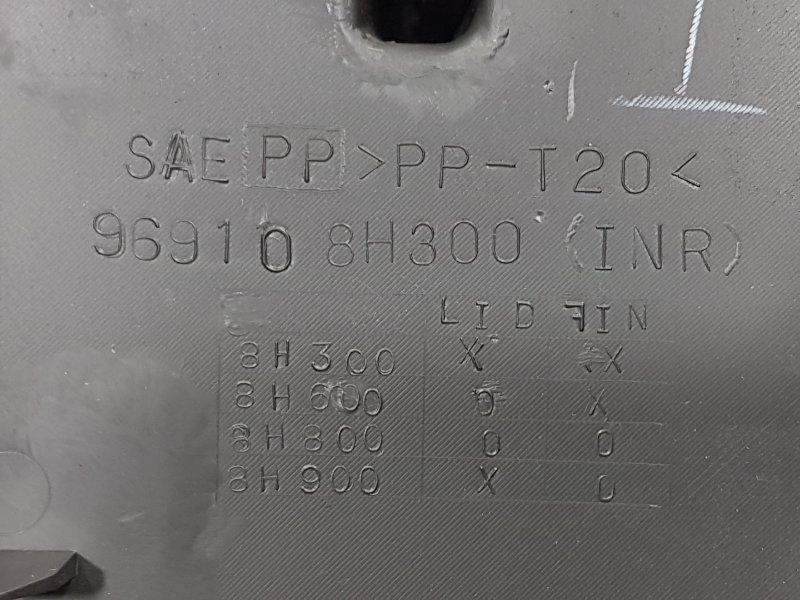 SAE PP >PP-T20<
96910 8H300 (INR)
LID FIN
8H300 X X
8H600 0 X
8H800 0 0
8H900 X 0